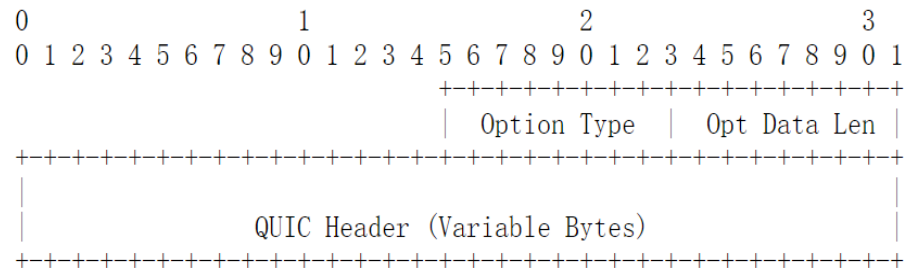 0                   1                   2                   3
0 1 2 3 4 5 6 7 8 9 0 1 2 3 4 5 6 7 8 9 0 1 2 3 4 5 6 7 8 9 0 1
                              +-+-+-+-+-+-+-+-+-+-+-+-+-+-+-+-+
                              |  Option Type  |  Opt Data Len |
+-+-+-+-+-+-+-+-+-+-+-+-+-+-+-+-+-+-+-+-+-+-+-+-+-+-+-+-+-+-+-+
|                                                              |
|                QUIC Header (Variable Bytes)                  |
+-+-+-+-+-+-+-+-+-+-+-+-+-+-+-+-+-+-+-+-+-+-+-+-+-+-+-+-+-+-+-+